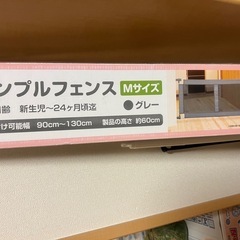 ンプルフェンス Mサイズ
齢 新生児～24ヶ月頃迄 グレー
け可能幅 90cm～130cm 製品の高さ 約60cm